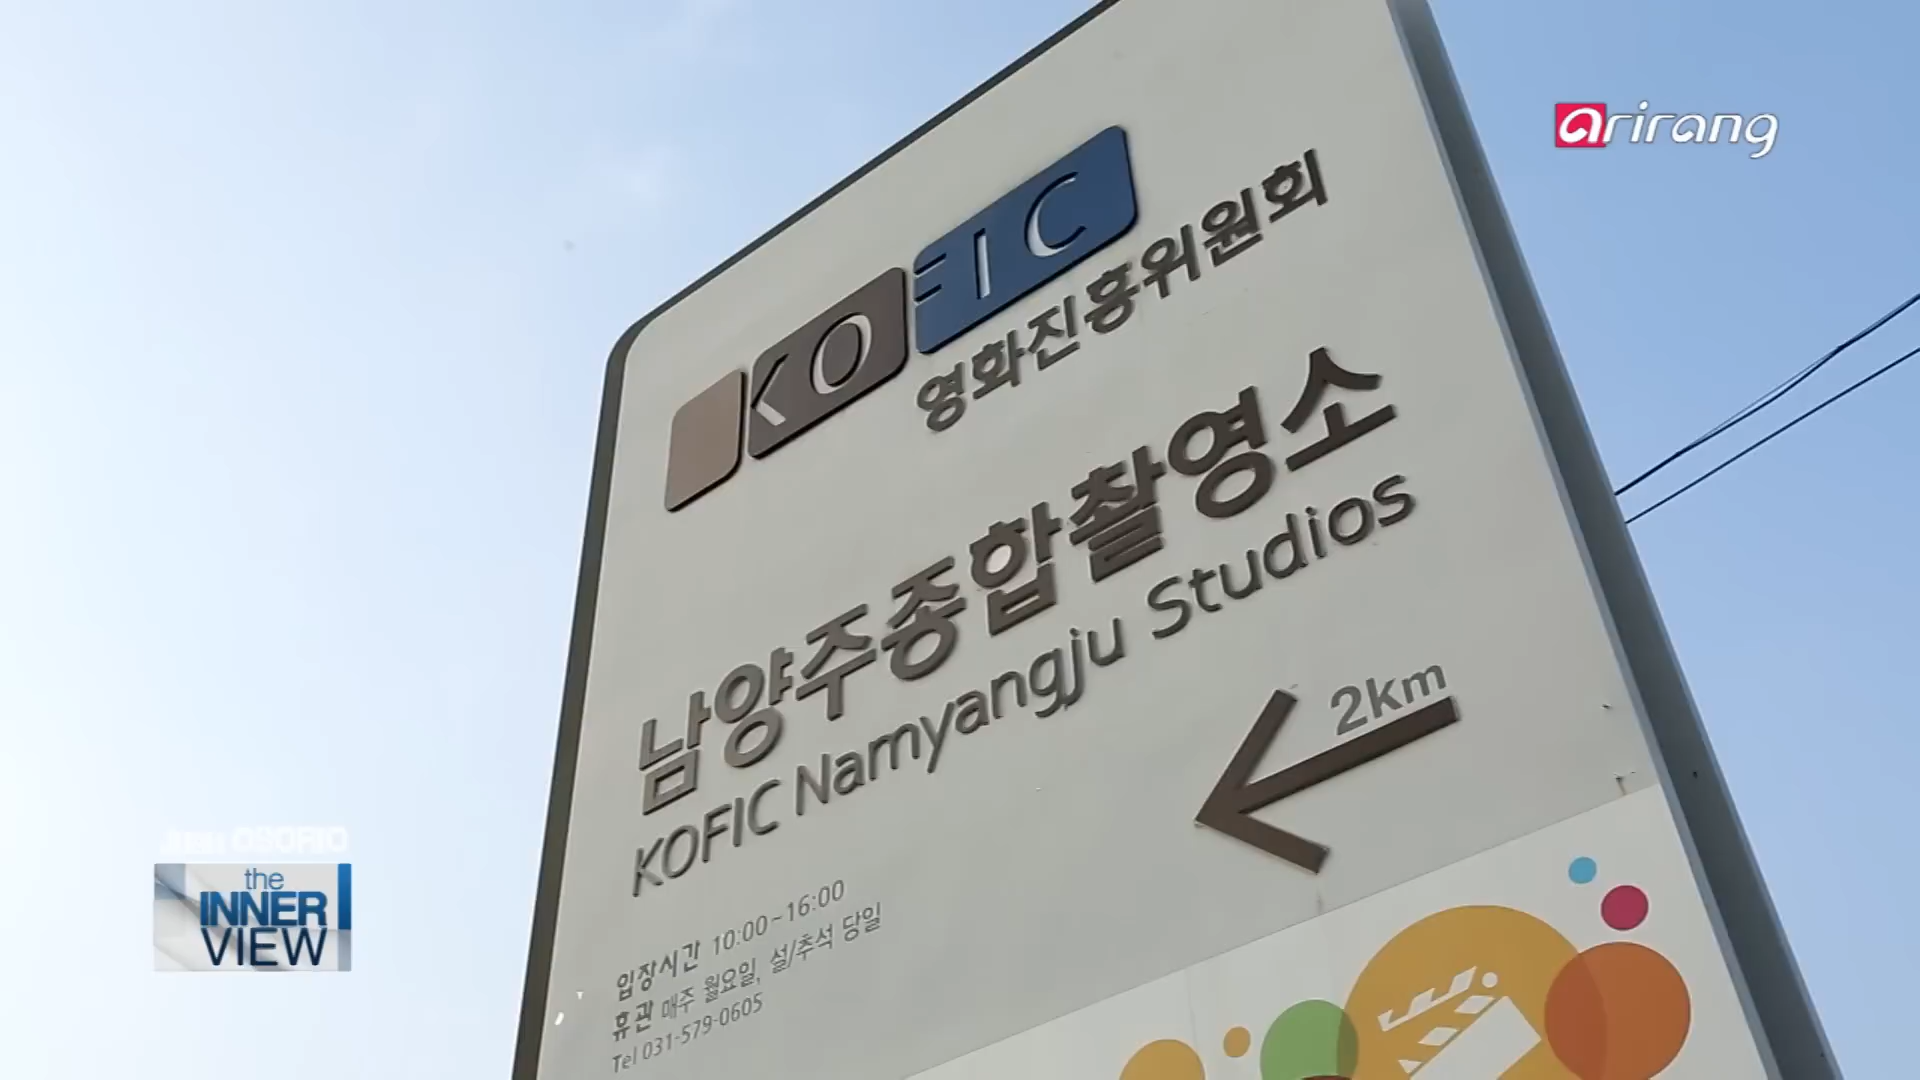 arirang
KOFIC
영화진흥위원회
남양주종합촬영소
KOFIC Namyangju Studios
2km
입장시간 10:00~16:00
휴관 매주 월요일, 설/추석 당일
Tel 031-579-0605
OSORIO
the
INNER
VIEW